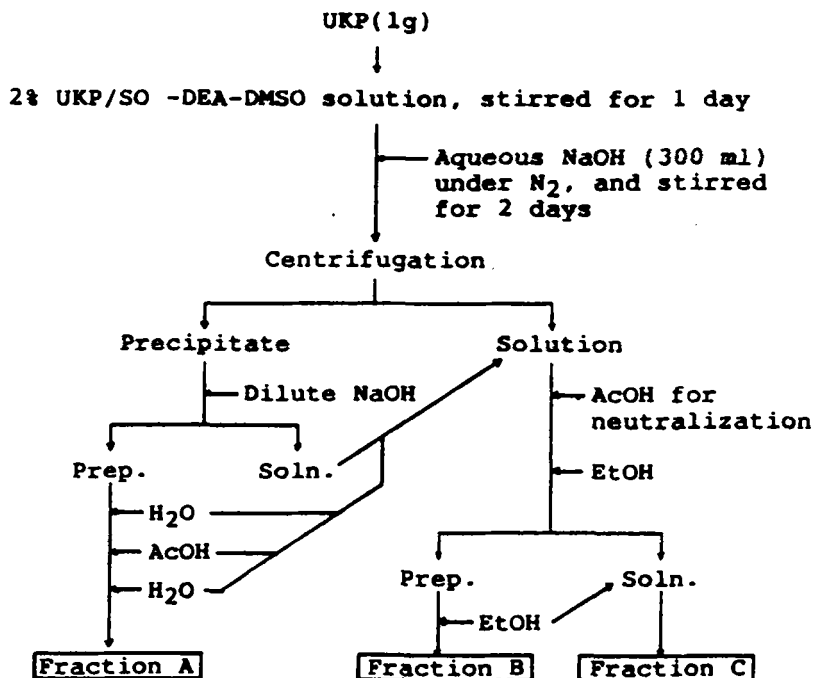 UKP(1g)
2% UKP/SO -DEA-DMSO solution, stirred for 1 day
Aqueous NaOH (300 ml)
under N2, and stirred
for 2 days
Centrifugation
Precipitate
Solution
Dilute NaOH
AcOH for
neutralization
Prep.
Soln.
EtOH
H2O
AcOH
H2O
Prep.
Soln.
EtOH
Fraction A
Fraction B
Fraction C